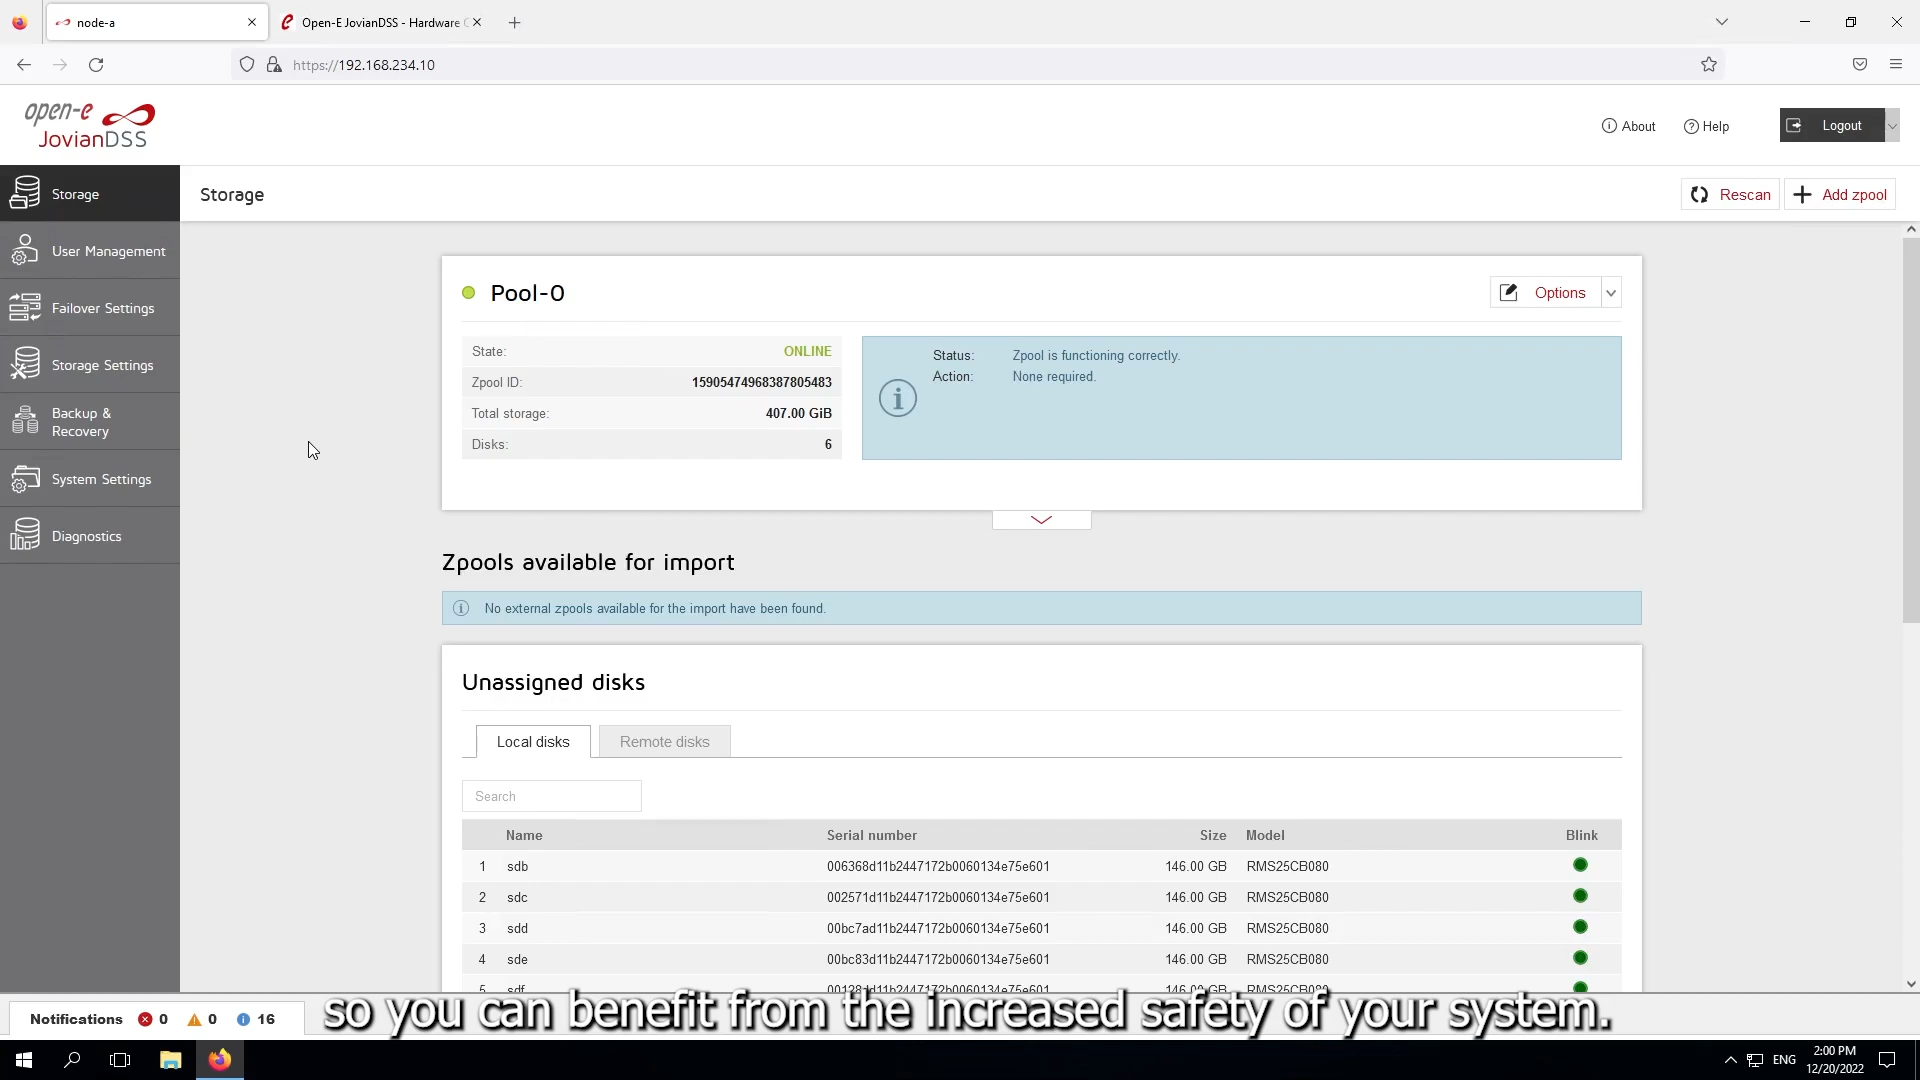 node-a
Open-E JovianDSS - Hardware C
https://192.168.234.10
open-e
JovianDSS
About
Help
Logout
Storage
User Management
Failover Settings
Storage Settings
Backup &
Recovery
System Settings
Diagnostics
Storage
Rescan
Add zpool
Pool-0
Options
State: ONLINE
Zpool ID: 15905474968387805483
Total storage: 407.00 GiB
Disks: 6
Status: Zpool is functioning correctly.
Action: None required.
Zpools available for import
No external zpools available for the import have been found.
Unassigned disks
Local disks
Remote disks
Search
Name Serial number Size Model Blink
1 sdb 006368d11b2447172b0060134e75e601 146.00 GB RMS25CB080
2 sdc 002571d11b2447172b0060134e75e601 146.00 GB RMS25CB080
3 sdd 00bc7ad11b2447172b0060134e75e601 146.00 GB RMS25CB080
4 sde 00bc83d11b2447172b0060134e75e601 146.00 GB RMS25CB080
5 sdf 146.00 GB RMS25CB080
so you can benefit from the increased safety of your system.
Notifications 0 0 16
ENG
2:00 PM
12/20/2022